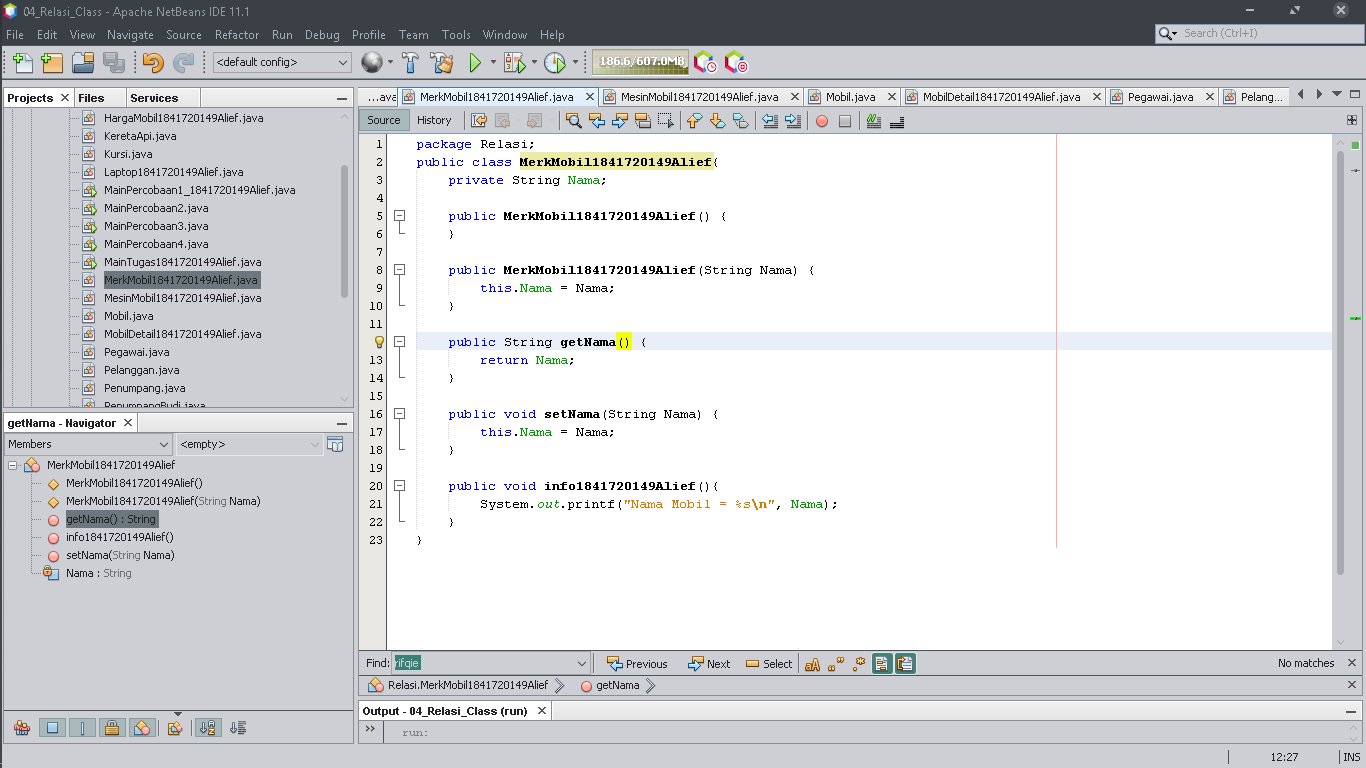 04_Relasi_Class - Apache NetBeans IDE 11.1
File Edit View Navigate Source Refactor Run Debug Profile Team Tools Window Help
Search (Ctrl+I)
<default config>
186.6/607.0MB
Projects Files Services
HargaMobil1841720149Alief.java
KeretaApi.java
Kursi.java
Laptop1841720149Alief.java
MainPercobaan1_1841720149Alief.java
MainPercobaan2.java
MainPercobaan3.java
MainPercobaan4.java
MainTugas1841720149Alief.java
MerkMobil1841720149Alief.java
MesinMobil1841720149Alief.java
Mobil.java
MobilDetail1841720149Alief.java
Pegawai.java
Pelanggan.java
Penumpang.java
PenumpangBudi.java
getNama - Navigator
Members <empty>
MerkMobil1841720149Alief
MerkMobil1841720149Alief()
MerkMobil1841720149Alief(String Nama)
getNama() : String
info1841720149Alief()
setNama(String Nama)
Nama : String
...ava MerkMobil1841720149Alief.java MesinMobil1841720149Alief.java Mobil.java MobilDetail1841720149Alief.java Pegawai.java Pelang...
Source History
1 package Relasi;
2 public class MerkMobil1841720149Alief{
3 private String Nama;
4
5 public MerkMobil1841720149Alief() {
6 }
7
8 public MerkMobil1841720149Alief(String Nama) {
9 this.Nama = Nama;
10 }
11
public String getNama() {
13 return Nama;
14 }
15
16 public void setNama(String Nama) {
17 this.Nama = Nama;
18 }
19
20 public void info1841720149Alief(){
21 System.out.printf("Nama Mobil = %s\n", Nama);
22 }
23 }
Find: rifqie Previous Next Select aA No matches
Relasi.MerkMobil1841720149Alief getNama
Output - 04_Relasi_Class (run)
run:
12:27 INS